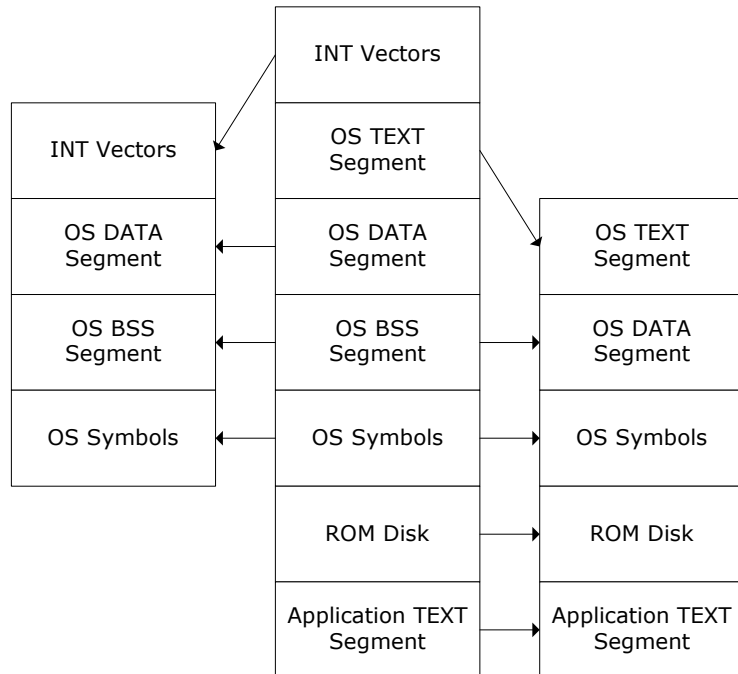 INT Vectors
OS DATA
Segment
OS BSS
Segment
OS Symbols
INT Vectors
OS TEXT
Segment
OS DATA
Segment
OS BSS
Segment
OS Symbols
ROM Disk
Application TEXT
Segment
OS TEXT
Segment
OS DATA
Segment
OS Symbols
ROM Disk
Application TEXT
Segment